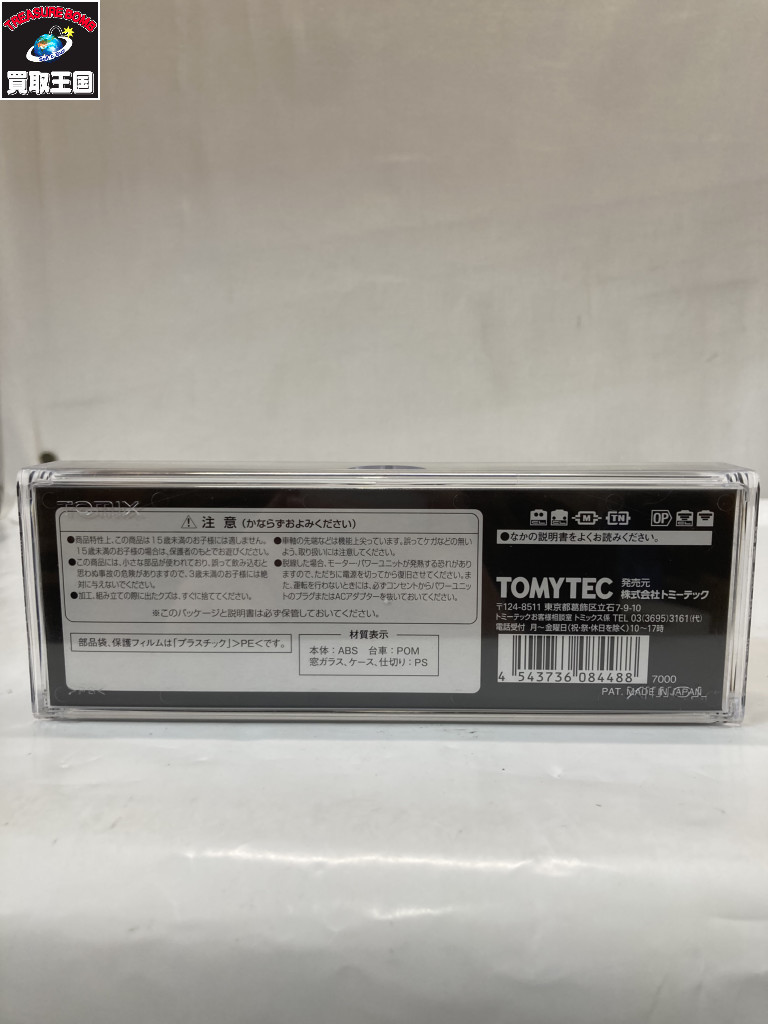 TREASURE BOMB
買取王国
TOMIX
注 意 (かならずおよみください)
●商品特性上、この商品は15歳未満のお子様には適しません。
15歳未満のお子様の場合は、保護者のもとでお遊びください。
●この商品には、小さな部品が使われており、誤って飲み込むと
思わぬ事故の危険がありますので、3歳未満のお子様には絶
対に与えないでください。
●加工、組み立ての際に出たクズは、すぐに捨ててください。
●車軸の先端などは機能上尖っています。誤ってケガなどの無い
よう、取り扱いには注意してください。
●脱線した場合、モーターパワーユニットが発熱する恐れがあり
ますので、ただちに電源を切ってから復旧させてください。ま
た、運転を行わないときには、必ずコンセントからパワーユニッ
トのプラグまたはACアダプターを抜いておいてください。
※このパッケージと説明書は必ず保管しておいてください。
部品袋、保護フィルムは「プラスチック」>PE<です。
材質表示
本体:ABS 台車:POM
窓ガラス、ケース、仕切り:PS
M TN OP
●なかの説明書をよくお読みください。
TOMYTEC 発売元 株式会社トミーテック
〒124-8511 東京都葛飾区立石7-9-10
トミーテックお客様相談室 トミックス係 TEL 03(3695)3161(代)
電話受付 月～金曜日(祝・祭・休日を除く)10～17時
4 543736 084488
7000
PAT. MADE IN JAPAN